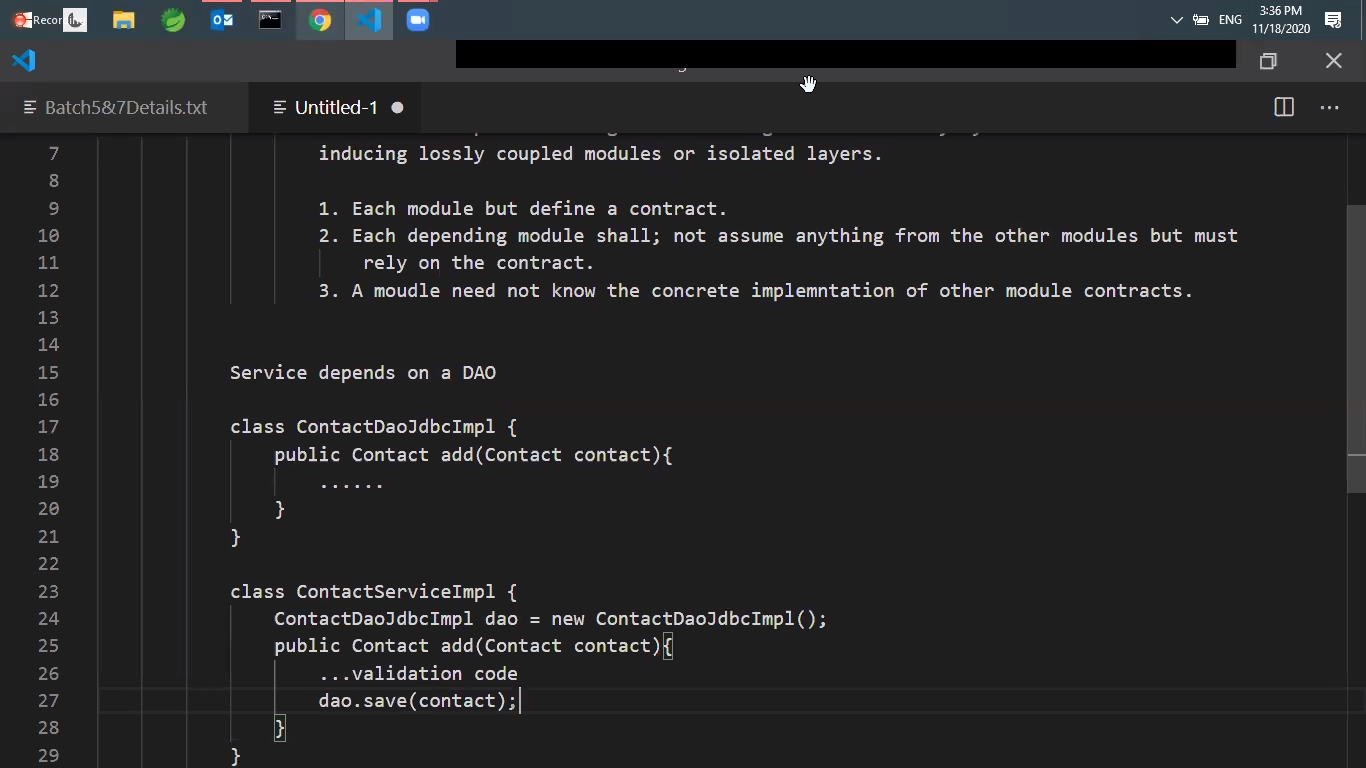 Recor
ENG
3:36 PM
11/18/2020
Batch5&7Details.txt
Untitled-1
7 inducing lossly coupled modules or isolated layers.
8
9 1. Each module but define a contract.
10 2. Each depending module shall; not assume anything from the other modules but must
11 rely on the contract.
12 3. A moudle need not know the concrete implemntation of other module contracts.
13
14
15 Service depends on a DAO
16
17 class ContactDaoJdbcImpl {
18 public Contact add(Contact contact){
19 ......
20 }
21 }
22
23 class ContactServiceImpl {
24 ContactDaoJdbcImpl dao = new ContactDaoJdbcImpl();
25 public Contact add(Contact contact){
26 ...validation code
27 dao.save(contact);
28 }
29 }